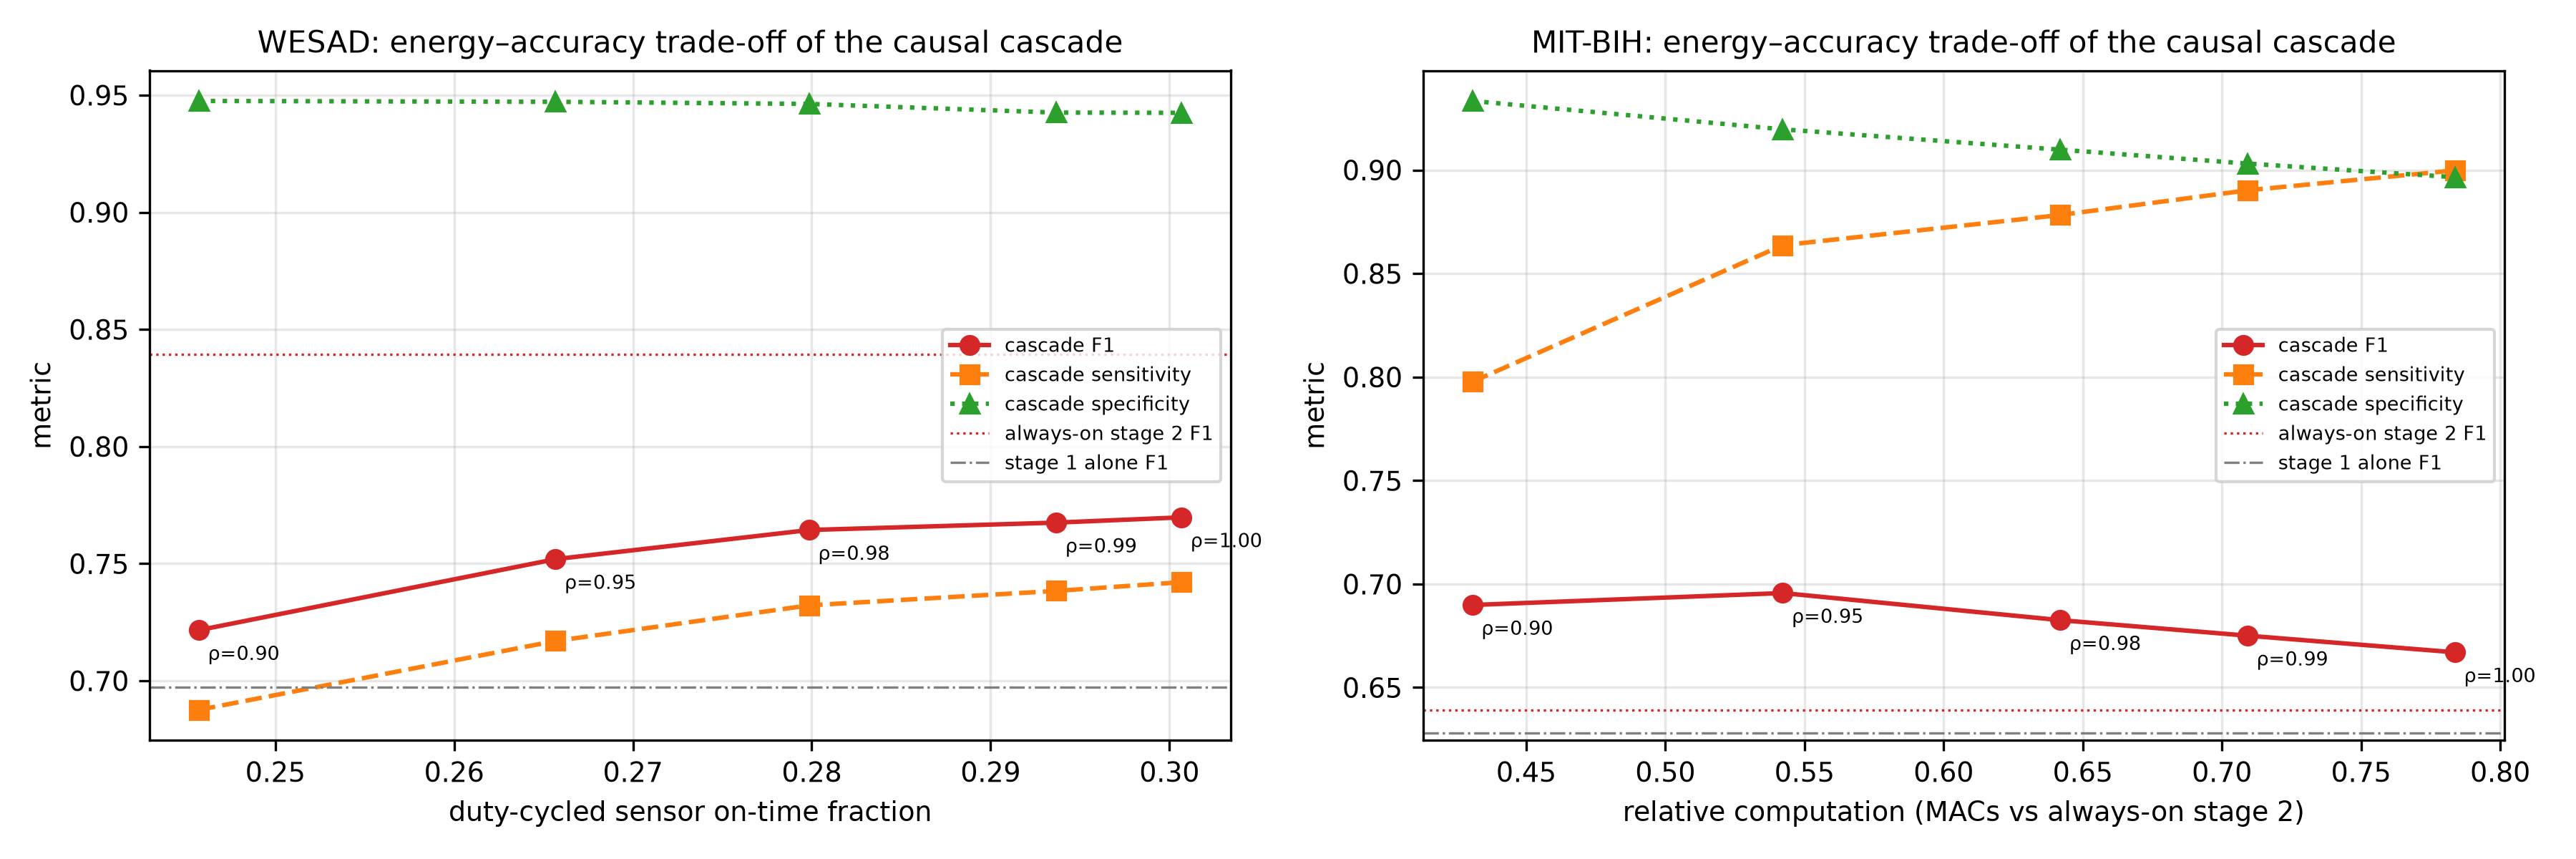 WESAD: energy–accuracy trade-off of the causal cascade
metric
0.95
0.90
0.85
0.80
0.75
0.70
cascade F1
cascade sensitivity
cascade specificity
always-on stage 2 F1
stage 1 alone F1
ρ=0.90
ρ=0.95
ρ=0.98
ρ=0.99
ρ=1.00
0.25
0.26
0.27
0.28
0.29
0.30
duty-cycled sensor on-time fraction
MIT-BIH: energy–accuracy trade-off of the causal cascade
metric
0.90
0.85
0.80
0.75
0.70
0.65
cascade F1
cascade sensitivity
cascade specificity
always-on stage 2 F1
stage 1 alone F1
ρ=0.90
ρ=0.95
ρ=0.98
ρ=0.99
ρ=1.00
0.45
0.50
0.55
0.60
0.65
0.70
0.75
0.80
relative computation (MACs vs always-on stage 2)